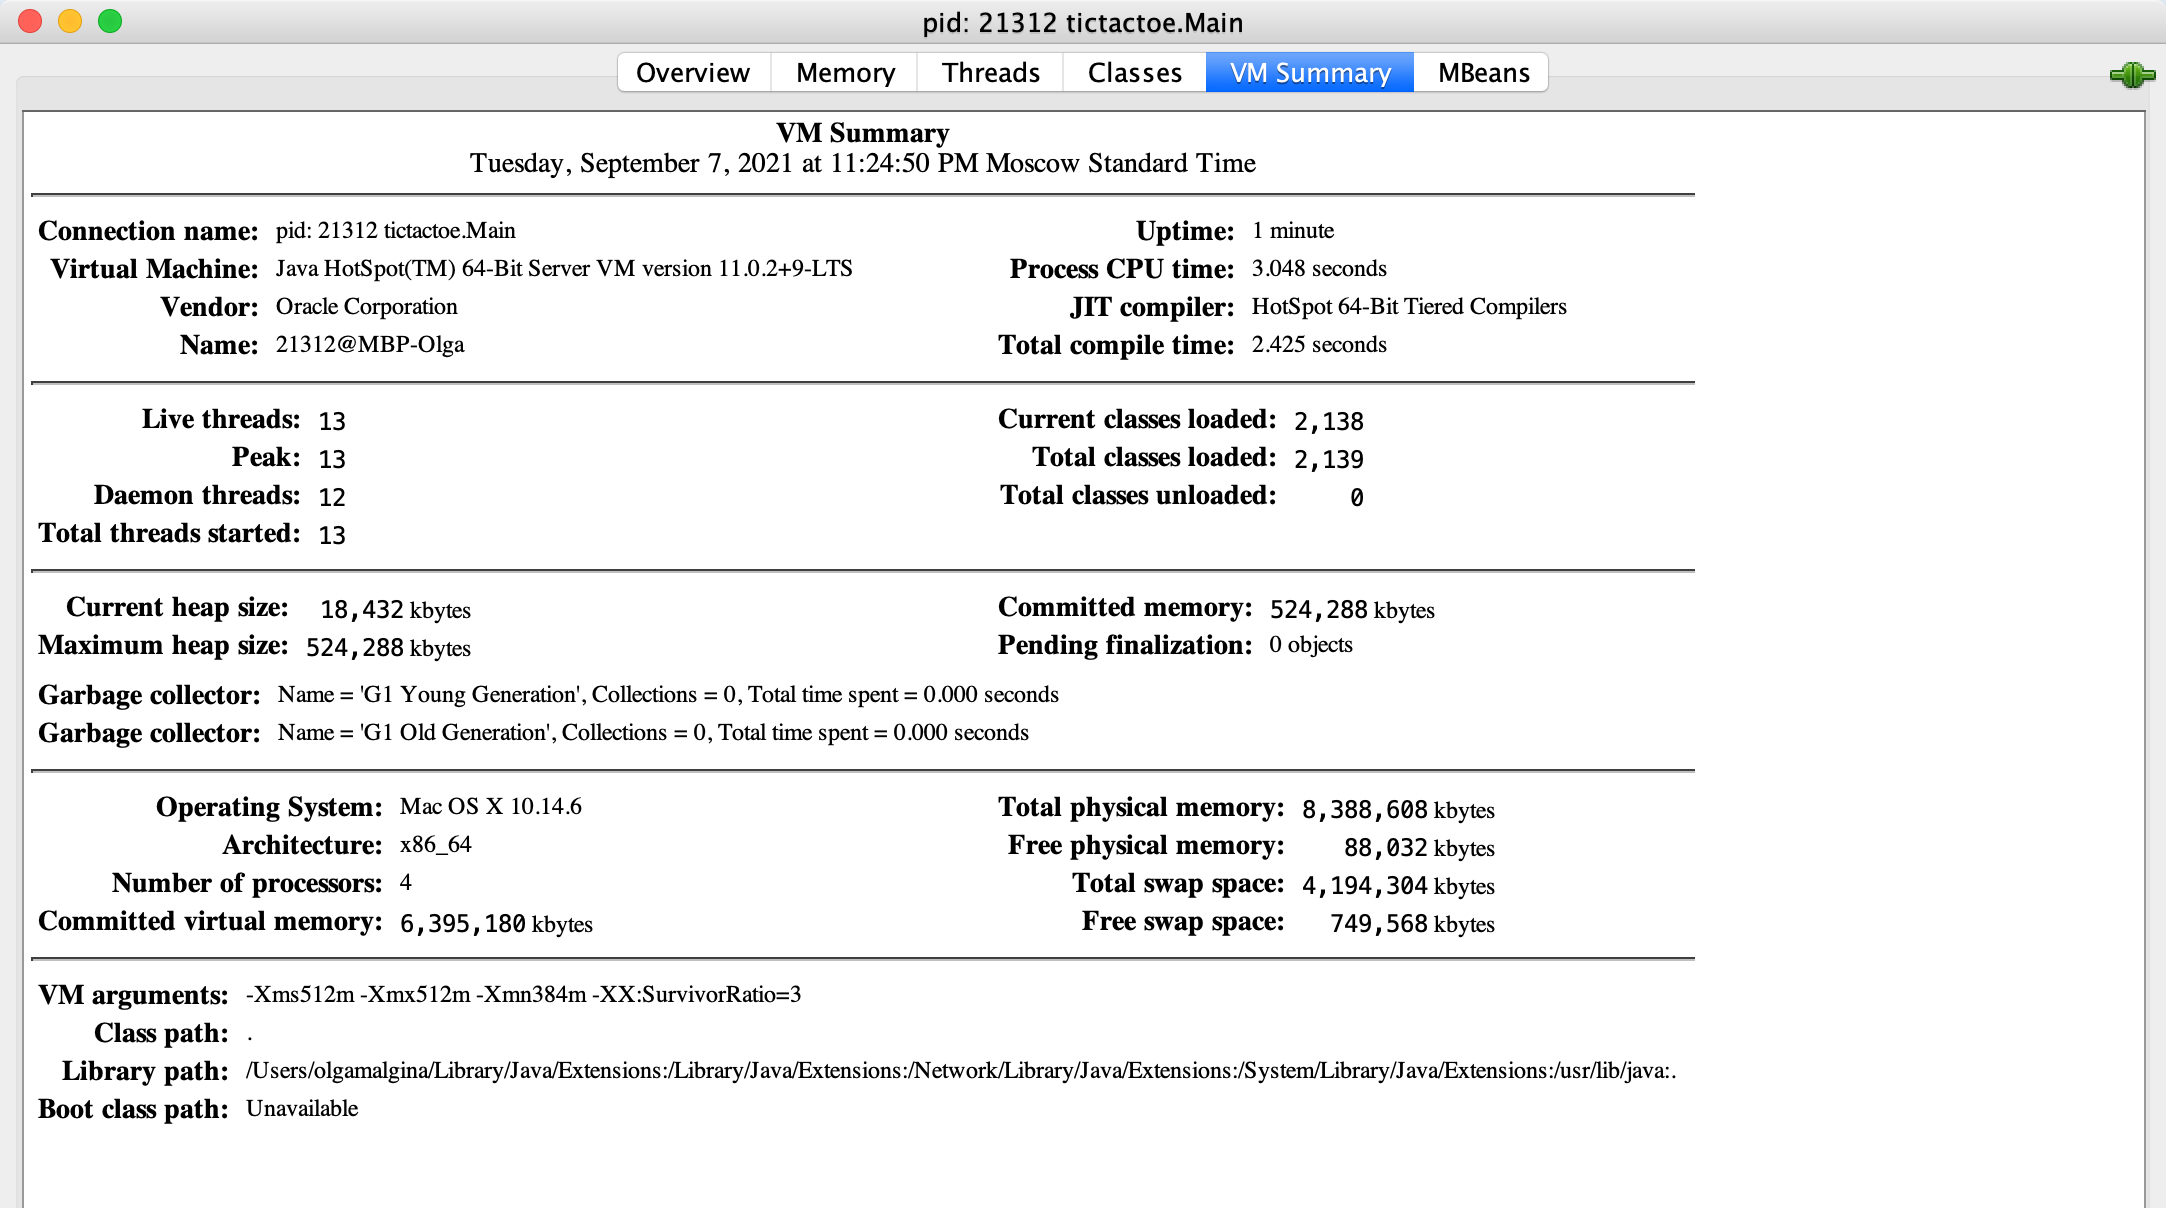 pid: 21312 tictactoe.Main
Overview Memory Threads Classes VM Summary MBeans
VM Summary
Tuesday, September 7, 2021 at 11:24:50 PM Moscow Standard Time
Connection name: pid: 21312 tictactoe.Main Uptime: 1 minute
Virtual Machine: Java HotSpot(TM) 64-Bit Server VM version 11.0.2+9-LTS Process CPU time: 3.048 seconds
Vendor: Oracle Corporation JIT compiler: HotSpot 64-Bit Tiered Compilers
Name: 21312@MBP-Olga Total compile time: 2.425 seconds
Live threads: 13 Current classes loaded: 2,138
Peak: 13 Total classes loaded: 2,139
Daemon threads: 12 Total classes unloaded: 0
Total threads started: 13
Current heap size: 18,432 kbytes Committed memory: 524,288 kbytes
Maximum heap size: 524,288 kbytes Pending finalization: 0 objects
Garbage collector: Name = 'G1 Young Generation', Collections = 0, Total time spent = 0.000 seconds
Garbage collector: Name = 'G1 Old Generation', Collections = 0, Total time spent = 0.000 seconds
Operating System: Mac OS X 10.14.6 Total physical memory: 8,388,608 kbytes
Architecture: x86_64 Free physical memory: 88,032 kbytes
Number of processors: 4 Total swap space: 4,194,304 kbytes
Committed virtual memory: 6,395,180 kbytes Free swap space: 749,568 kbytes
VM arguments: -Xms512m -Xmx512m -Xmn384m -XX:SurvivorRatio=3
Class path: .
Library path: /Users/olgamalgina/Library/Java/Extensions:/Library/Java/Extensions:/Network/Library/Java/Extensions:/System/Library/Java/Extensions:/usr/lib/java:.
Boot class path: Unavailable